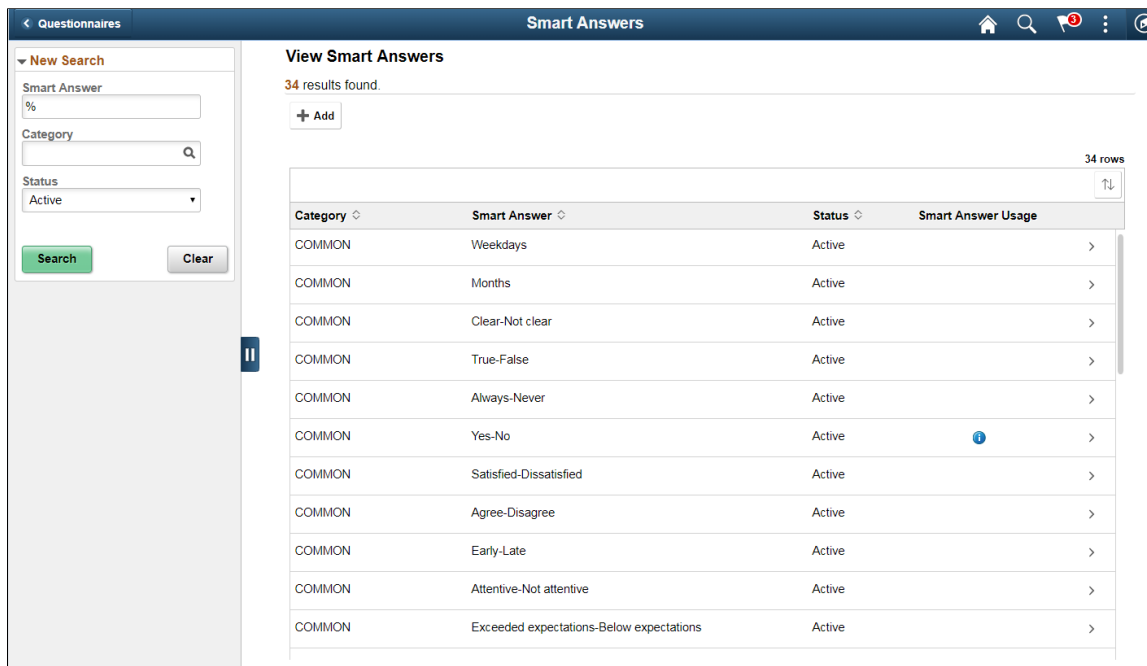 Questionnaires
Smart Answers
3
New Search
Smart Answer
%
Category
Status
Active
Search
Clear
View Smart Answers
34 results found.
+ Add
34 rows
Category Smart Answer Status Smart Answer Usage
COMMON Weekdays Active
COMMON Months Active
COMMON Clear-Not clear Active
COMMON True-False Active
COMMON Always-Never Active
COMMON Yes-No Active
COMMON Satisfied-Dissatisfied Active
COMMON Agree-Disagree Active
COMMON Early-Late Active
COMMON Attentive-Not attentive Active
COMMON Exceeded expectations-Below expectations Active